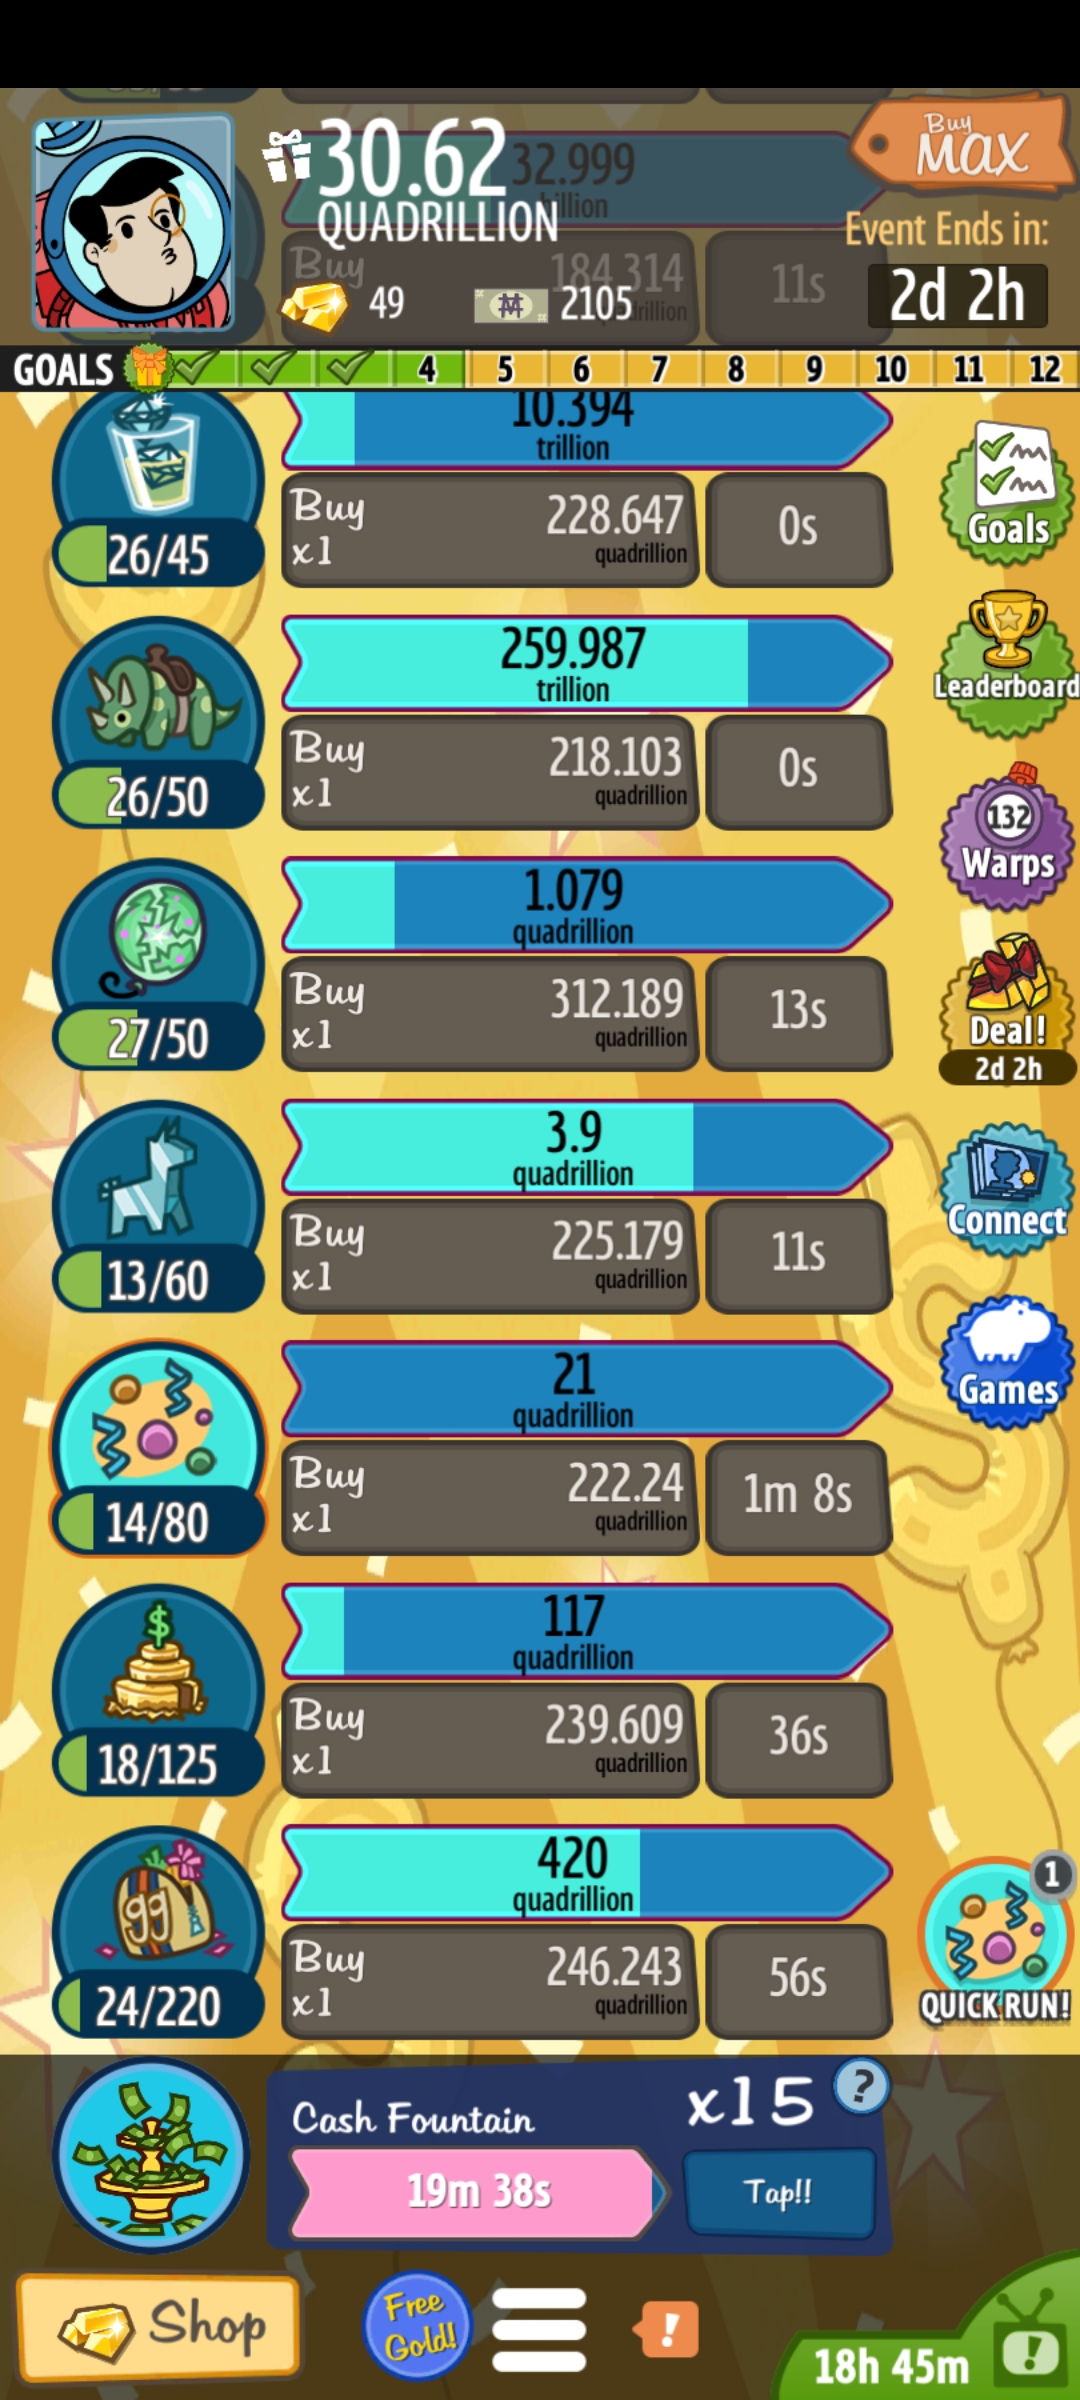 30.62
QUADRILLION
32.999
Buy
MAX
Event Ends in:
Buy
184.314
11s
49
2105
2d 2h
GOALS 4 5 6 7 8 9 10 11 12
10.394
trillion
26/45
Buy
x1
228.647
quadrillion
0s
Goals
259.987
trillion
26/50
Buy
x1
218.103
quadrillion
0s
Leaderboard
1.079
quadrillion
27/50
Buy
x1
312.189
quadrillion
13s
132
Warps
Deal!
2d 2h
3.9
quadrillion
13/60
Buy
x1
225.179
quadrillion
11s
Connect
21
quadrillion
14/80
Buy
x1
222.24
quadrillion
1m 8s
Games
117
quadrillion
$
18/125
Buy
x1
239.609
quadrillion
36s
420
quadrillion
gg
24/220
Buy
x1
246.243
quadrillion
56s
1
QUICK RUN!
Cash Fountain
x15
?
19m 38s
Tap!!
Shop
Free
Gold!
!
18h 45m
!